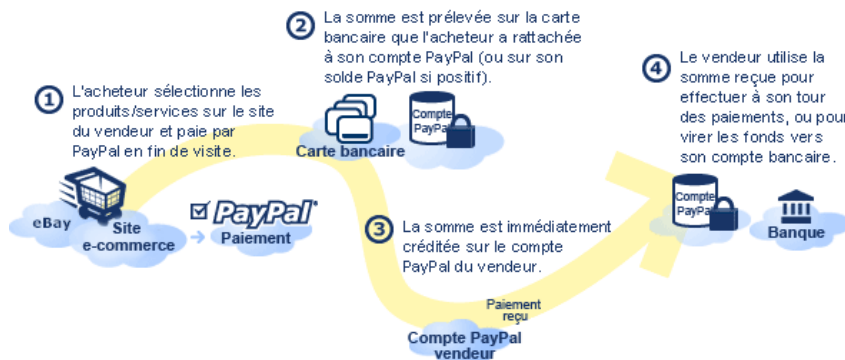 1
L'acheteur sélectionne les
produits/services sur le site
du vendeur et paie par
PayPal en fin de visite.
eBay
Site
e-commerce
PayPal
Paiement
2
La somme est prélevée sur la carte
bancaire que l'acheteur a rattachée
à son compte PayPal (ou sur son
solde PayPal si positif).
Carte bancaire
Compte
PayPal
3
La somme est immédiatement
créditée sur le compte
PayPal du vendeur.
Paiement
reçu
Compte PayPal
vendeur
4
Le vendeur utilise la
somme reçue pour
effectuer à son tour
des paiements, ou pour
virer les fonds vers
son compte bancaire.
Compte
PayPal
Banque